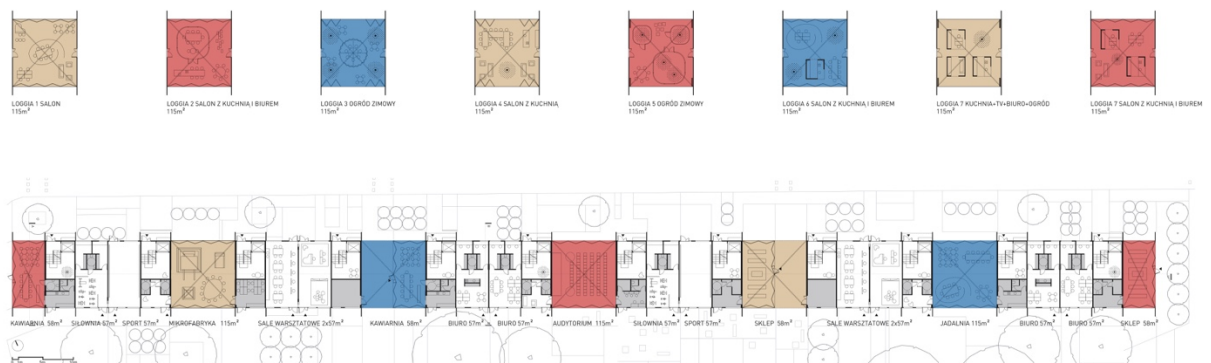 LOGGIA 1 SALON
115m²
LOGGIA 2 SALON Z KUCHNIĄ I BIUREM
115m²
LOGGIA 3 OGRÓD ZIMOWY
115m²
LOGGIA 4 SALON Z KUCHNIĄ
115m²
LOGGIA 5 OGRÓD ZIMOWY
115m²
LOGGIA 6 SALON Z KUCHNIĄ I BIUREM
115m²
LOGGIA 7 KUCHNIA+TV+BIURO+OGRÓD
115m²
LOGGIA 7 SALON Z KUCHNIĄ I BIUREM
115m²
KAWIARNIA 58m² SIŁOWNIA 57m² SPORT 57m² MIKROFABRYKA 115m² SALE WARSZTATOWE 2x57m² KAWIARNIA 58m² BIURO 57m² BIURO 57m² AUDYTORIUM 115m² SIŁOWNIA 57m² SPORT 57m² SKLEP 58m² SALE WARSZTATOWE 2x57m² JADALNIA 115m² BIURO 57m² BIURO 57m² SKLEP 58m²